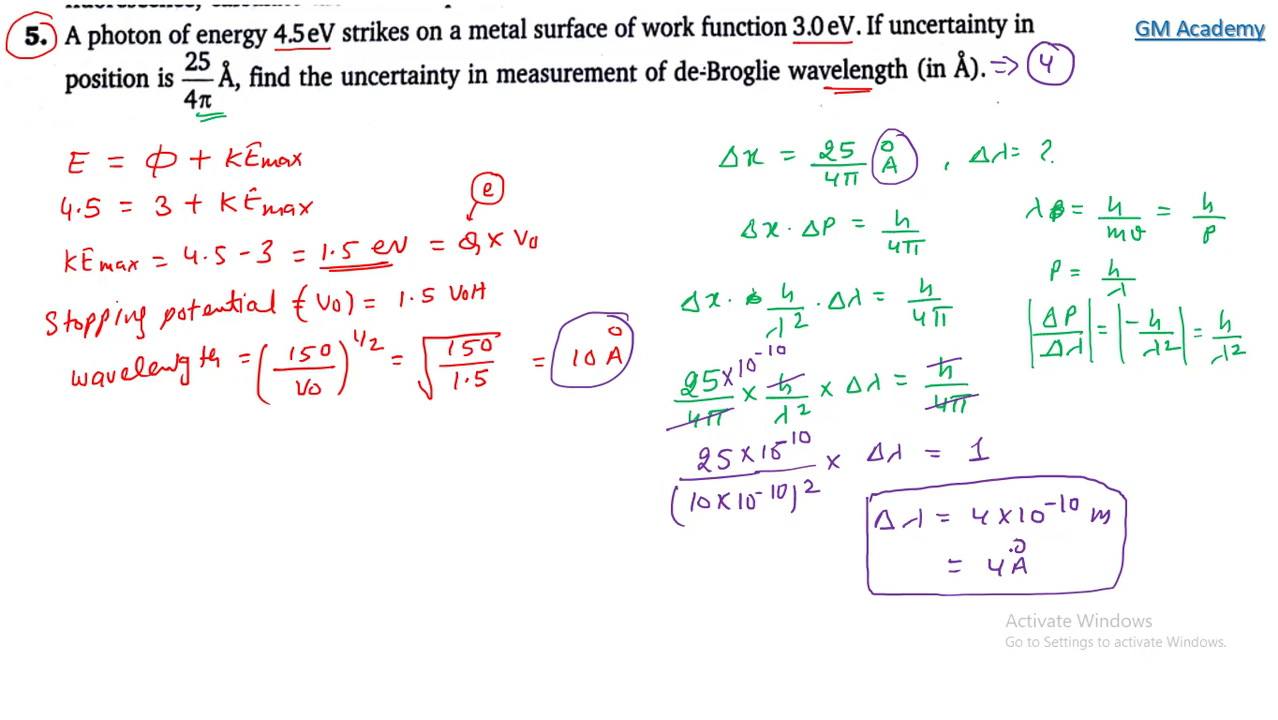 GM Academy
5. A photon of energy 4.5 eV strikes on a metal surface of work function 3.0 eV. If uncertainty in
position is 25/4π Å, find the uncertainty in measurement of de-Broglie wavelength (in Å). ⇒ 4
E = ϕ + KEmax
4.5 = 3 + KEmax
e
KEmax = 4.5 - 3 = 1.5 eV = q × V0
Stopping potential (V0) = 1.5 Volt
wavelength = (150/V0)^1/2 = √(150/1.5) = 10 Å
Δx = 25/4π Å , Δλ = ?
Δx · ΔP = h/4π
Δx · h/λ² · Δλ = h/4π
25×10^-10/4π × h/λ² × Δλ = h/4π
25×10^-10/(10×10^-10)² × Δλ = 1
Δλ = 4×10^-10 m
= 4Å
λ = h/mv = h/P
P = h/λ
|ΔP/Δλ| = |-h/λ²| = h/λ²
Activate Windows
Go to Settings to activate Windows.